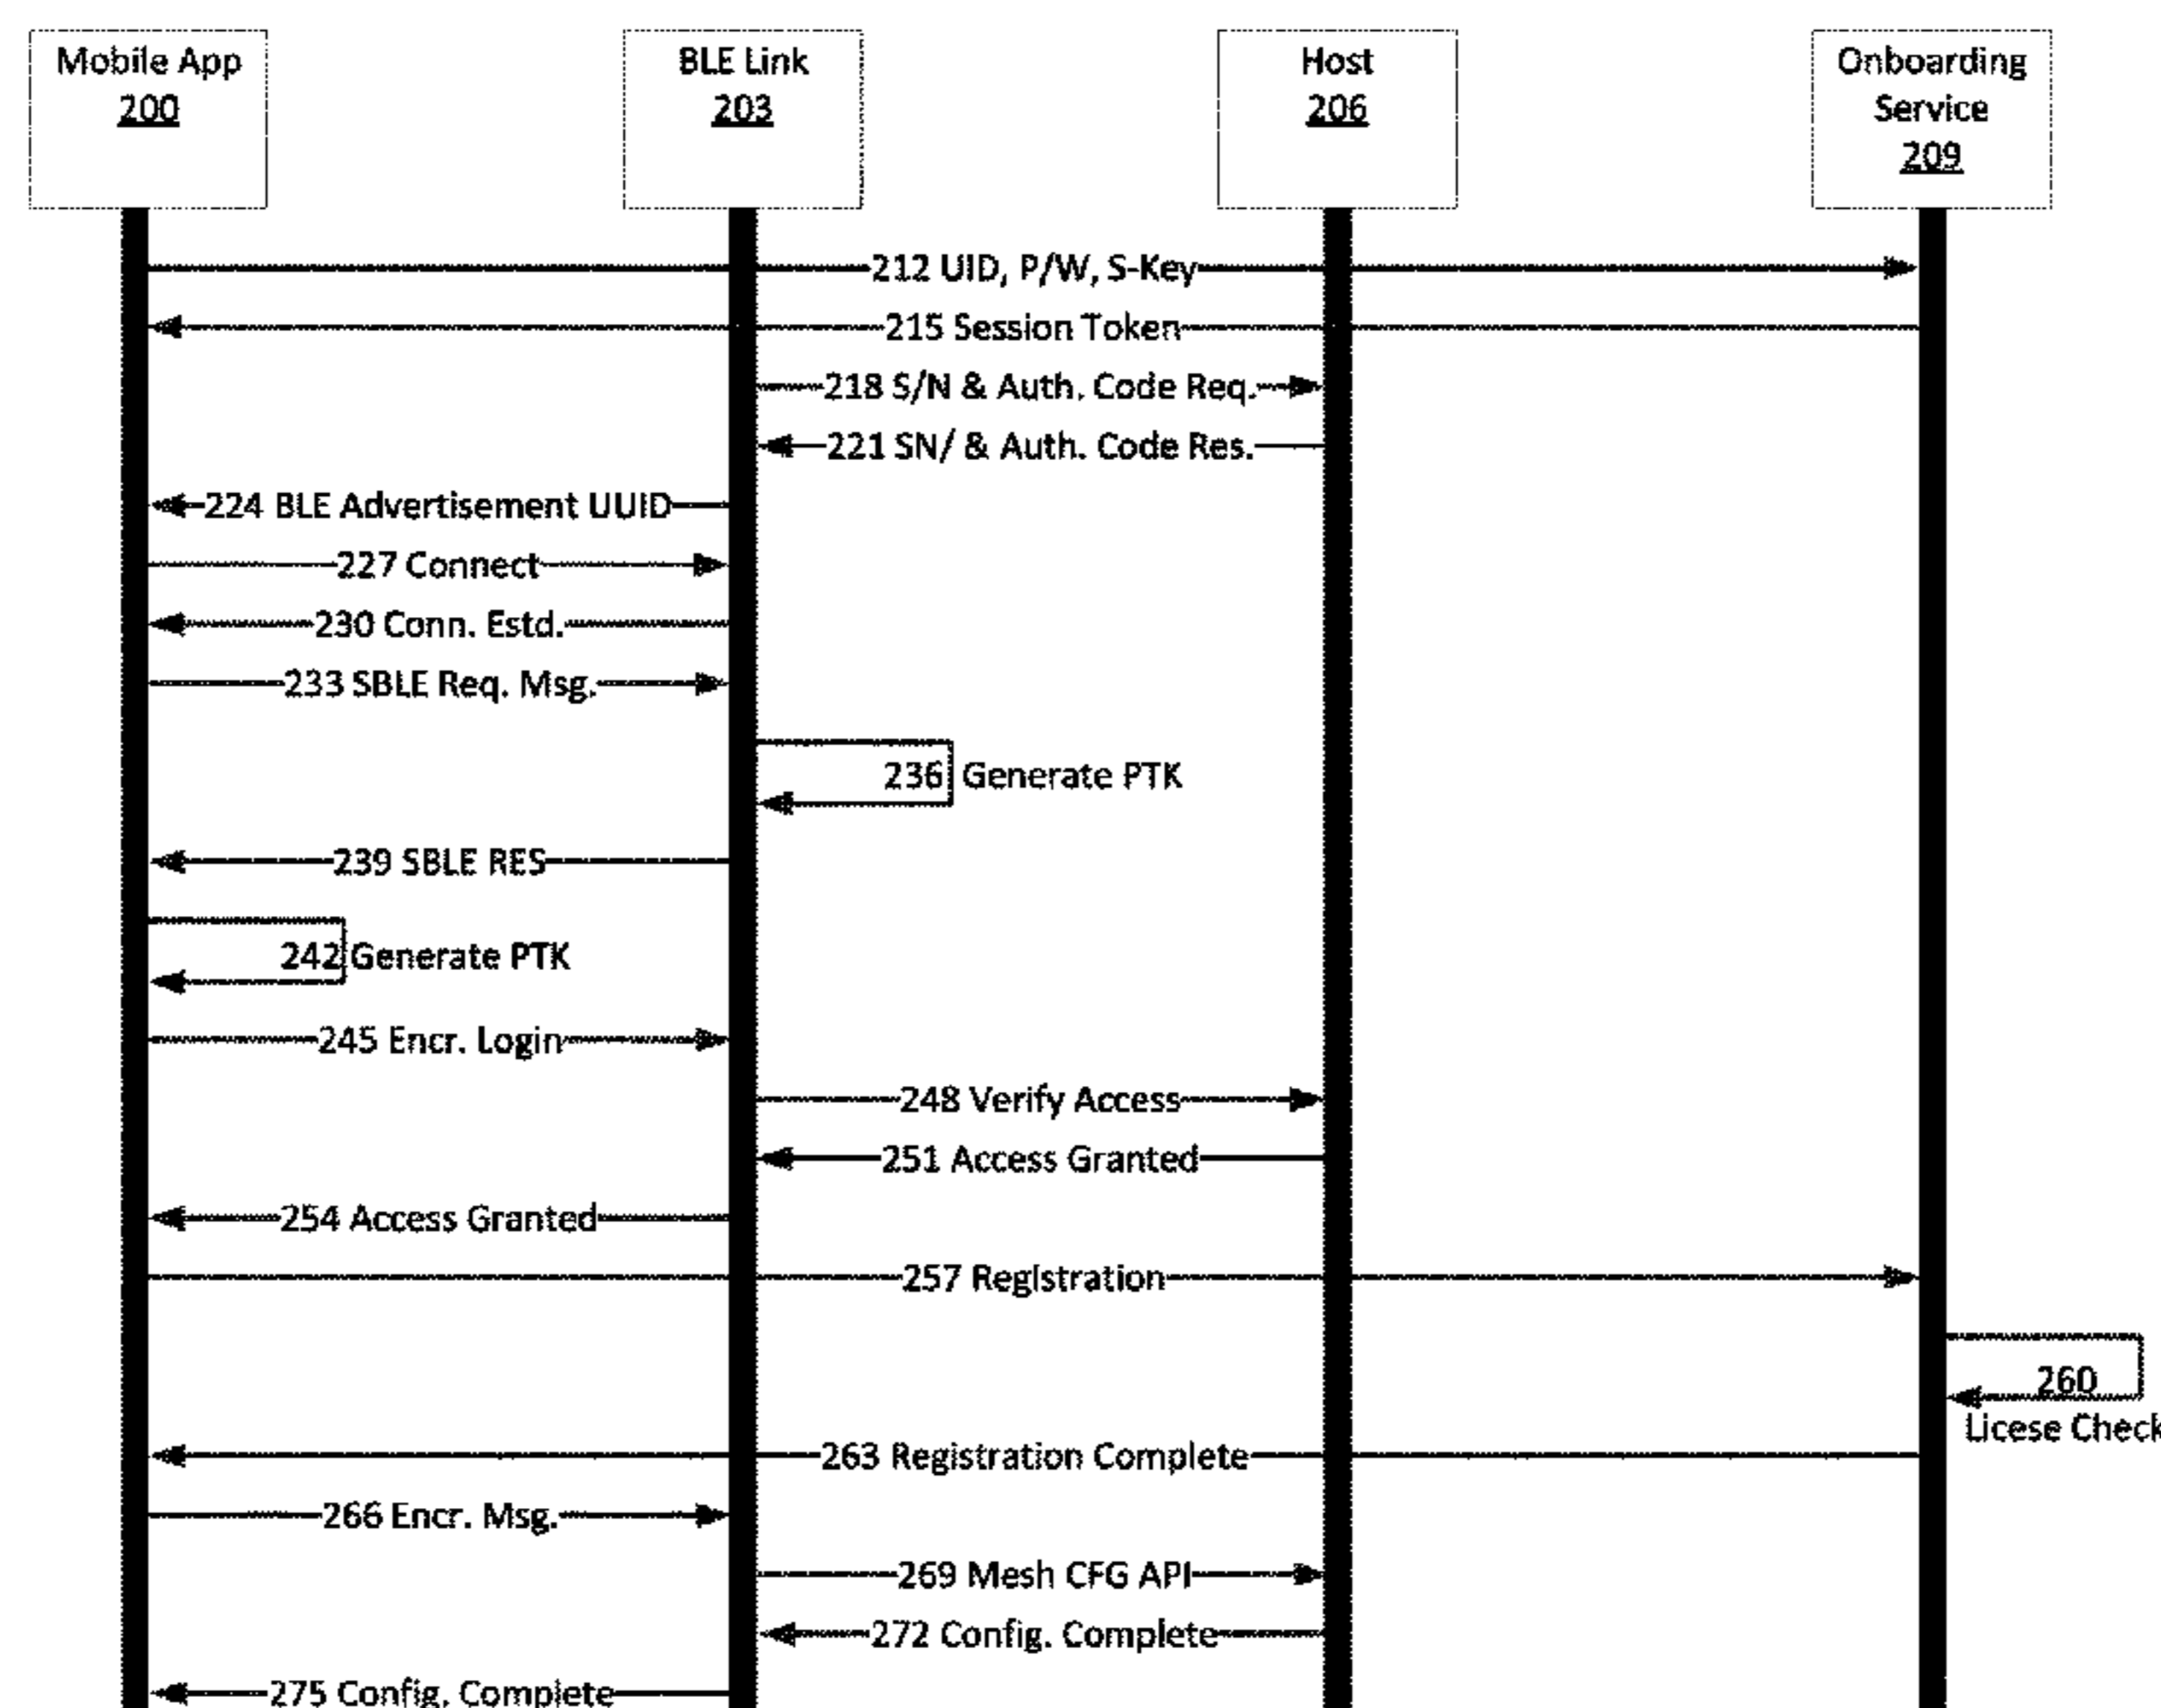 Mobile App
200
BLE Link
203
Host
206
Onboarding
Service
209
212 UID, P/W, S-Key
215 Session Token
218 S/N & Auth. Code Req.
221 SN/ & Auth. Code Res.
224 BLE Advertisement UUID
227 Connect
230 Conn. Estd.
233 SBLE Req. Msg.
236 Generate PTK
239 SBLE RES
242 Generate PTK
245 Encr. Login
248 Verify Access
251 Access Granted
254 Access Granted
257 Registration
260
Licese Check
263 Registration Complete
266 Encr. Msg.
269 Mesh CFG API
272 Config. Complete
275 Config. Complete